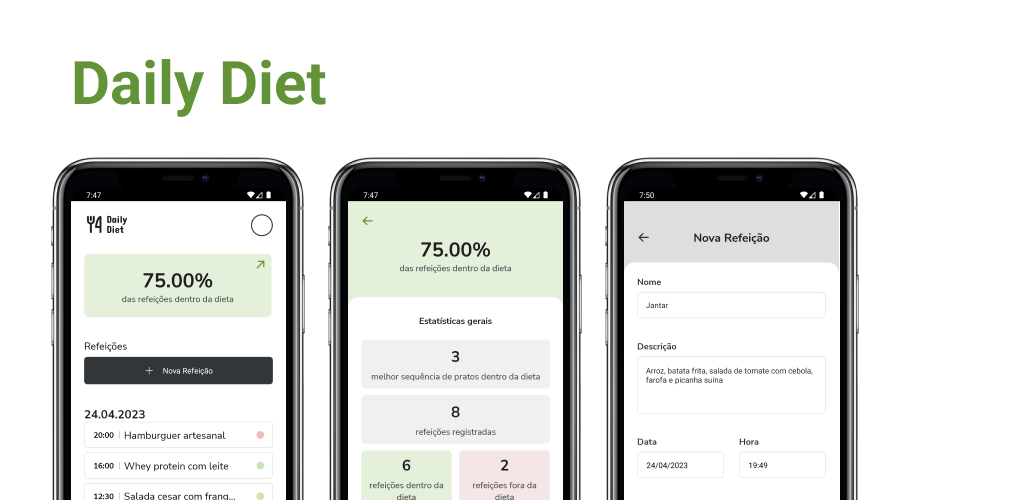 Daily Diet
7:47
Daily
Diet
75.00%
das refeições dentro da dieta
Refeições
+ Nova Refeição
24.04.2023
20:00 | Hamburguer artesanal
16:00 | Whey protein com leite
12:30 | Salada cesar com frang...
7:47
75.00%
das refeições dentro da dieta
Estatísticas gerais
3
melhor sequência de pratos dentro da dieta
8
refeições registradas
6
refeições dentro da
dieta
2
refeições fora da
dieta
7:50
Nova Refeição
Nome
Jantar
Descrição
Arroz, batata frita, salada de tomate com cebola,
farofa e picanha suína
Data
24/04/2023
Hora
19:49